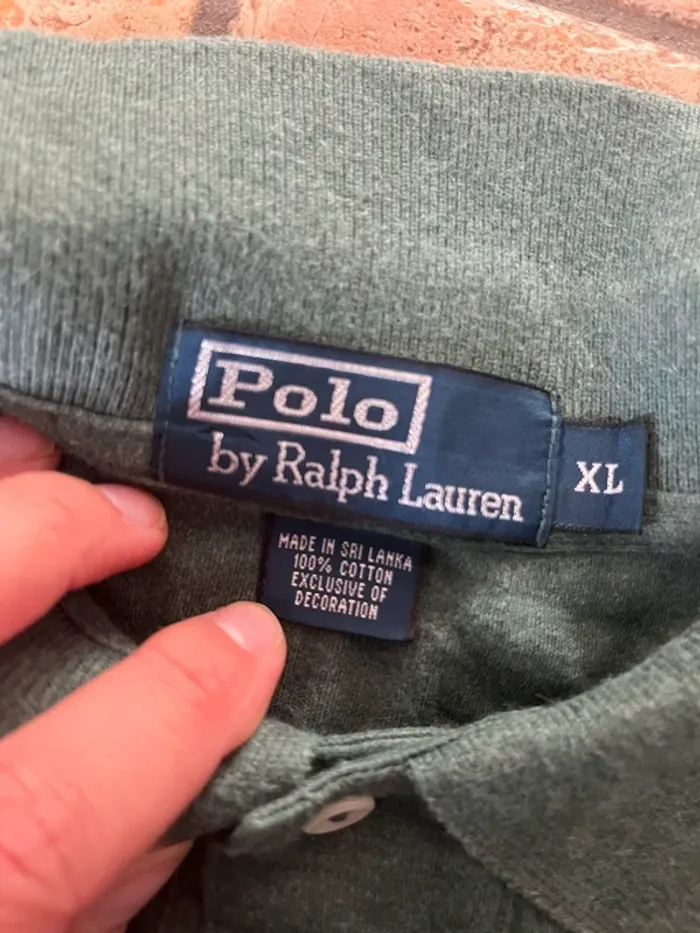 Polo
by Ralph Lauren
XL
MADE IN SRI LANKA
100% COTTON
EXCLUSIVE OF
DECORATION